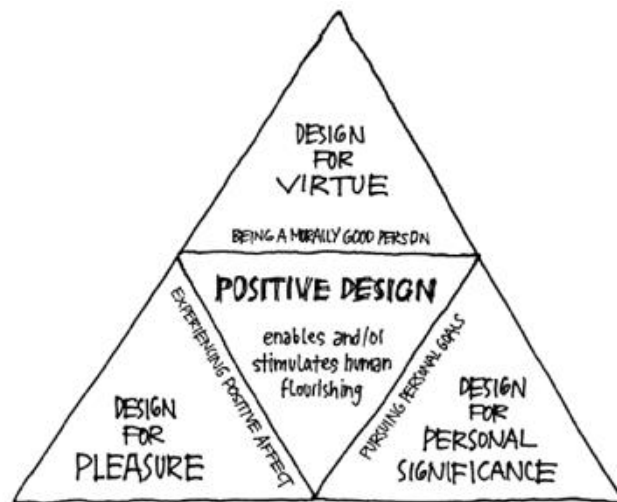 DESIGN
FOR
VIRTUE
BEING A MORALLY GOOD PERSON
POSITIVE DESIGN
enables and/or
stimulates human
flourishing
EXPERIENCING POSITIVE AFFECT
PURSUING PERSONAL GOALS
DESIGN
FOR
PLEASURE
DESIGN
FOR
PERSONAL
SIGNIFICANCE